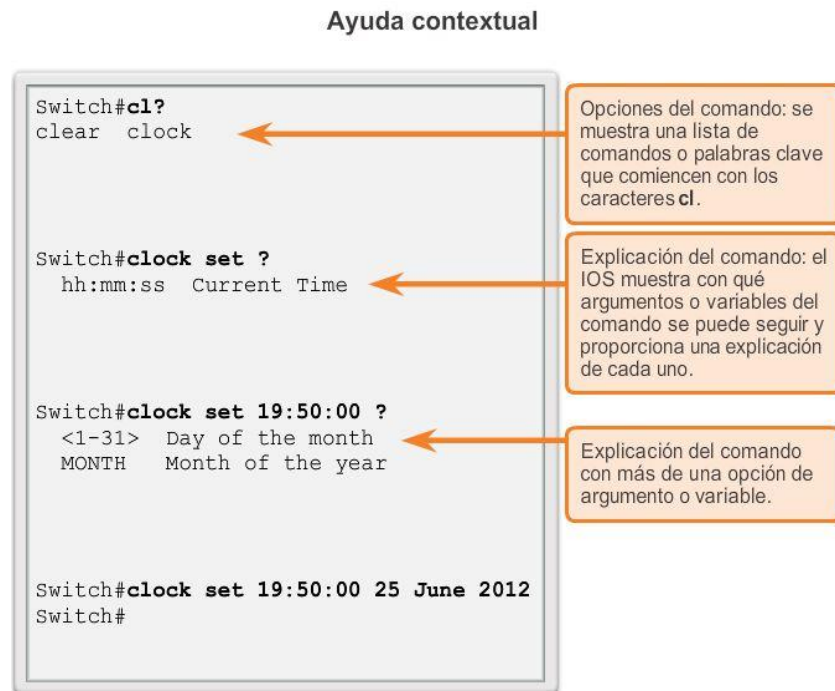 Ayuda contextual
Switch#cl?
clear  clock
Opciones del comando: se
muestra una lista de
comandos o palabras clave
que comiencen con los
caracteres cl.
Switch#clock set ?
hh:mm:ss  Current Time
Explicación del comando: el
IOS muestra con qué
argumentos o variables del
comando se puede seguir y
proporciona una explicación
de cada uno.
Switch#clock set 19:50:00 ?
<1-31>  Day of the month
MONTH   Month of the year
Explicación del comando
con más de una opción de
argumento o variable.
Switch#clock set 19:50:00 25 June 2012
Switch#